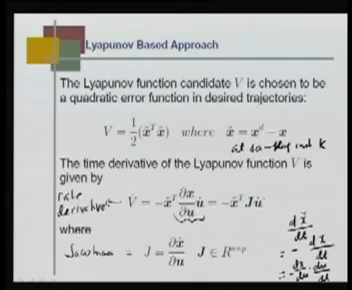 Lyapunov Based Approach
The Lyapunov function candidate V is chosen to be
a quadratic error function in desired trajectories:
V = 1/2 (x̃ᵀx̃) where x̃ = xᵈ − x
at sampling inst k
The time derivative of the Lyapunov function V is
given by
rate
derivative V̇ = −x̃ᵀ ∂x/∂u u̇ = −x̃ᵀJu̇
where
Jacobian = J = ∂x/∂u J ∈ Rⁿˣᵖ
dx̃/dt
= − dx/dt
= − dx/du · du/dt